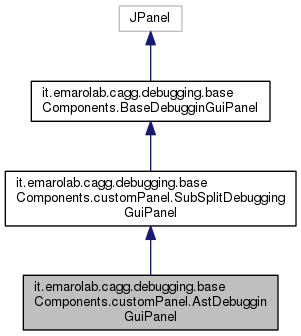 JPanel
it.emarolab.cagg.debugging.base
Components.BaseDebugginGuiPanel
it.emarolab.cagg.debugging.base
Components.customPanel.SubSplitDebugging
GuiPanel
it.emarolab.cagg.debugging.base
Components.customPanel.AstDebuggin
GuiPanel